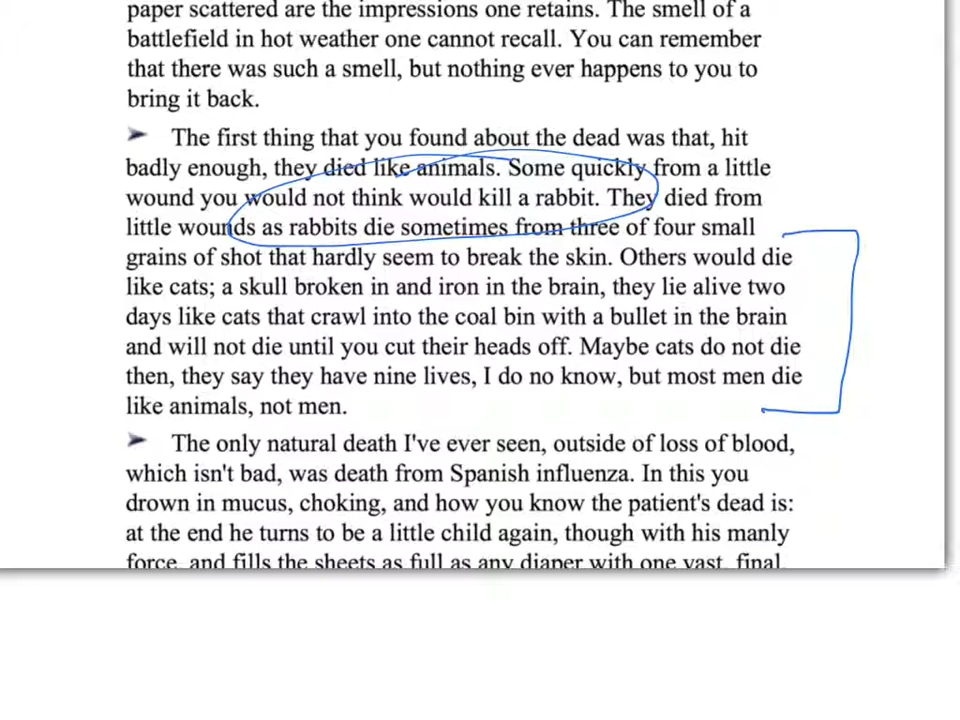 paper scattered are the impressions one retains. The smell of a
battlefield in hot weather one cannot recall. You can remember
that there was such a smell, but nothing ever happens to you to
bring it back.
➢ The first thing that you found about the dead was that, hit
badly enough, they died like animals. Some quickly from a little
wound you would not think would kill a rabbit. They died from
little wounds as rabbits die sometimes from three of four small
grains of shot that hardly seem to break the skin. Others would die
like cats; a skull broken in and iron in the brain, they lie alive two
days like cats that crawl into the coal bin with a bullet in the brain
and will not die until you cut their heads off. Maybe cats do not die
then, they say they have nine lives, I do no know, but most men die
like animals, not men.
➢ The only natural death I've ever seen, outside of loss of blood,
which isn't bad, was death from Spanish influenza. In this you
drown in mucus, choking, and how you know the patient's dead is:
at the end he turns to be a little child again, though with his manly
force, and fills the sheets as full as any diaper with one vast, final,